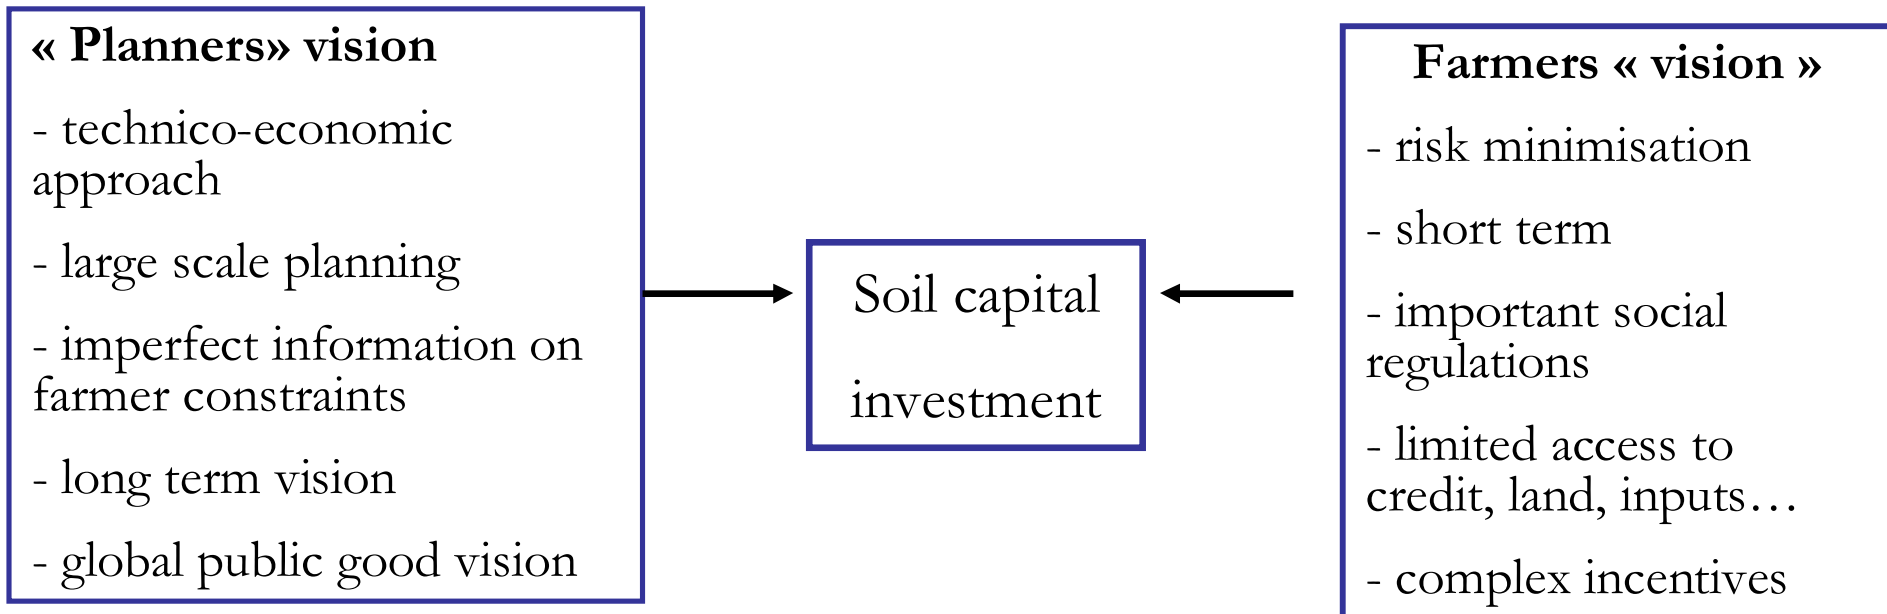 « Planners» vision
- technico-economic
approach
- large scale planning
- imperfect information on
farmer constraints
- long term vision
- global public good vision
Soil capital
investment
Farmers « vision »
- risk minimisation
- short term
- important social
regulations
- limited access to
credit, land, inputs…
- complex incentives